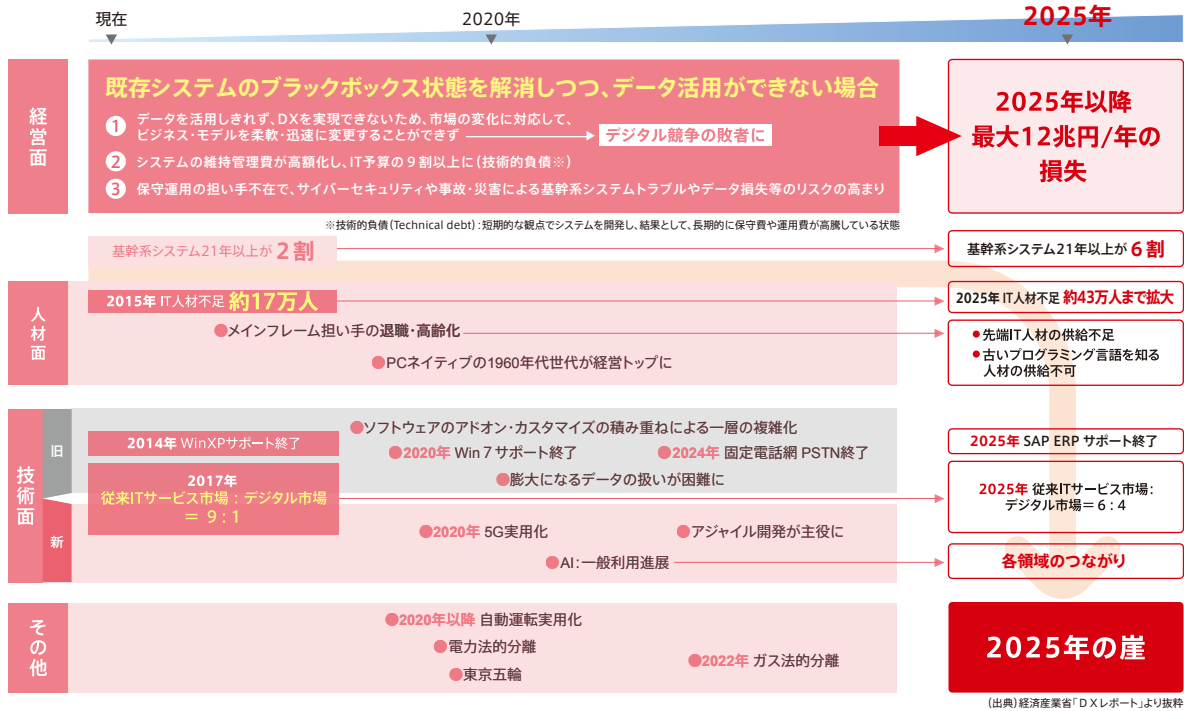 現在
2020年
2025年
経営面
既存システムのブラックボックス状態を解消しつつ、データ活用ができない場合
① データを活用しきれず、DXを実現できないため、市場の変化に対応して、
ビジネス・モデルを柔軟・迅速に変更することができず
デジタル競争の敗者に
② システムの維持管理費が高額化し、IT予算の9割以上に(技術的負債※)
③ 保守運用の担い手不在で、サイバーセキュリティや事故・災害による基幹系システムトラブルやデータ損失等のリスクの高まり
2025年以降
最大12兆円/年の
損失
※技術的負債(Technical debt):短期的な観点でシステムを開発し、結果として、長期的に保守費や運用費が高騰している状態
基幹系システム21年以上が 2割
基幹系システム21年以上が 6割
人材面
2015年 IT人材不足 約17万人
2025年 IT人材不足 約43万人まで拡大
●メインフレーム担い手の退職・高齢化
●PCネイティブの1960年代世代が経営トップに
●先端IT人材の供給不足
●古いプログラミング言語を知る
人材の供給不可
技術面
旧
2014年 WinXPサポート終了
●ソフトウェアのアドオン・カスタマイズの積み重ねによる一層の複雑化
●2020年 Win 7 サポート終了
●2024年 固定電話網 PSTN終了
●膨大になるデータの扱いが困難に
2025年 SAP ERP サポート終了
2017年
従来ITサービス市場:デジタル市場
= 9:1
2025年 従来ITサービス市場:
デジタル市場=6:4
新
●2020年 5G実用化
●アジャイル開発が主役に
●AI:一般利用進展
各領域のつながり
その他
●2020年以降 自動運転実用化
●電力法的分離
●2022年 ガス法的分離
●東京五輪
2025年の崖
(出典)経済産業省「DXレポート」より抜粋